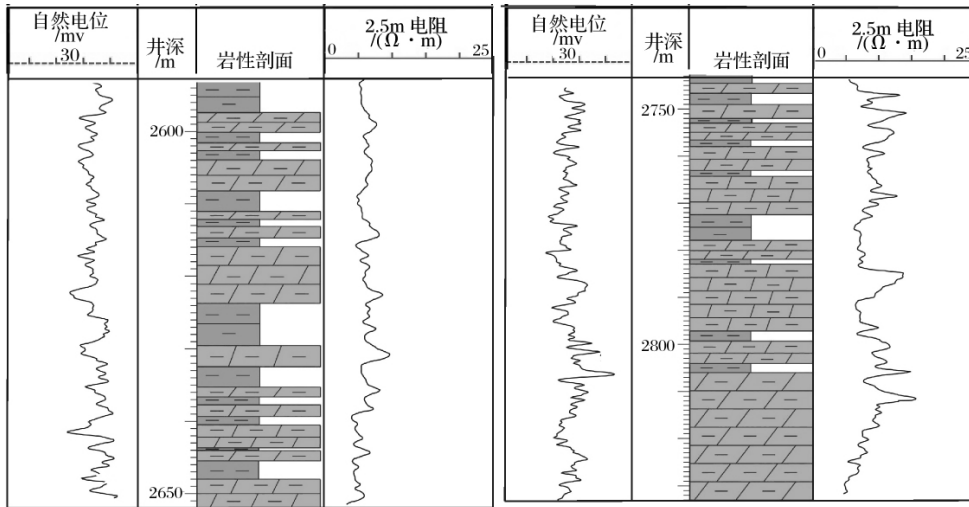 自然电位
/mv
30
井深
/m
岩性剖面
2.5m 电阻
/(Ω · m)
0
25
2600
2650
自然电位
/mv
30
井深
/m
岩性剖面
2.5m 电阻
/(Ω · m)
0
25
2750
2800